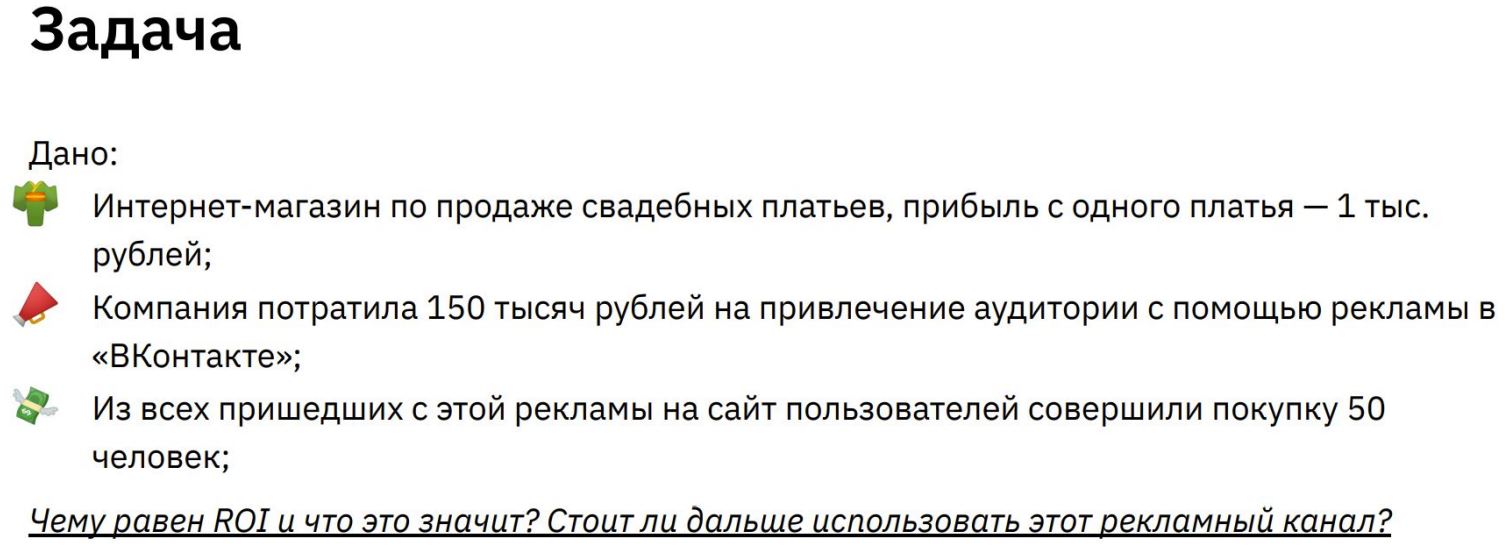 Задача
Дано:
Интернет-магазин по продаже свадебных платьев, прибыль с одного платья — 1 тыс.
рублей;
Компания потратила 150 тысяч рублей на привлечение аудитории с помощью рекламы в
«ВКонтакте»;
Из всех пришедших с этой рекламы на сайт пользователей совершили покупку 50
человек;
Чему равен ROI и что это значит? Стоит ли дальше использовать этот рекламный канал?